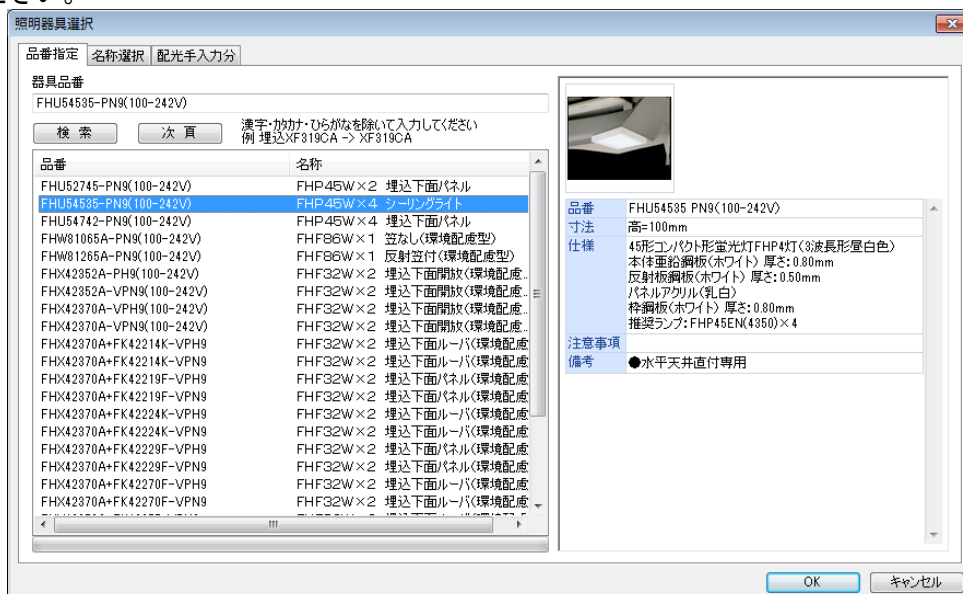 ださい。
照明器具選択
品番指定 名称選択 配光手入力分
器具品番
FHU54535-PN9(100-242V)
検 索 次 頁 漢字・カタカナ・ひらがなを除いて入力してください
例 埋込XF319CA -> XF319CA
品番 名称
FHU52745-PN9(100-242V) FHP45W×2 埋込下面パネル
FHU54535-PN9(100-242V) FHP45W×4 シーリングライト
FHU54742-PN9(100-242V) FHP45W×4 埋込下面パネル
FHW81065A-PN9(100-242V) FHF86W×1 笠なし(環境配慮型)
FHW81265A-PN9(100-242V) FHF86W×1 反射笠付(環境配慮型)
FHX42352A-PH9(100-242V) FHF32W×2 埋込下面開放(環境配慮...
FHX42352A-VPN9(100-242V) FHF32W×2 埋込下面開放(環境配慮...
FHX42370A-VPH9(100-242V) FHF32W×2 埋込下面開放(環境配慮...
FHX42370A-VPN9(100-242V) FHF32W×2 埋込下面開放(環境配慮...
FHX42370A+FK42214K-VPH9 FHF32W×2 埋込下面ルーバ(環境配慮
FHX42370A+FK42214K-VPN9 FHF32W×2 埋込下面ルーバ(環境配慮
FHX42370A+FK42219F-VPH9 FHF32W×2 埋込下面パネル(環境配慮
FHX42370A+FK42219F-VPN9 FHF32W×2 埋込下面パネル(環境配慮
FHX42370A+FK42224K-VPH9 FHF32W×2 埋込下面ルーバ(環境配慮
FHX42370A+FK42224K-VPN9 FHF32W×2 埋込下面ルーバ(環境配慮
FHX42370A+FK42229F-VPH9 FHF32W×2 埋込下面パネル(環境配慮
FHX42370A+FK42229F-VPN9 FHF32W×2 埋込下面パネル(環境配慮
FHX42370A+FK42270F-VPH9 FHF32W×2 埋込下面ルーバ(環境配慮
FHX42370A+FK42270F-VPN9 FHF32W×2 埋込下面ルーバ(環境配慮
品番 FHU54535 PN9(100-242V)
寸法 高=100mm
仕様 45形コンパクト形蛍光灯FHP4灯(3波長形昼白色)
本体亜鉛鋼板(ホワイト) 厚さ:0.80mm
反射板鋼板(ホワイト) 厚さ:0.50mm
パネルアクリル(乳白)
枠鋼板(ホワイト) 厚さ:0.80mm
推奨ランプ:FHP45EN(4350)×4
注意事項
備考 ●水平天井直付専用
OK キャンセル